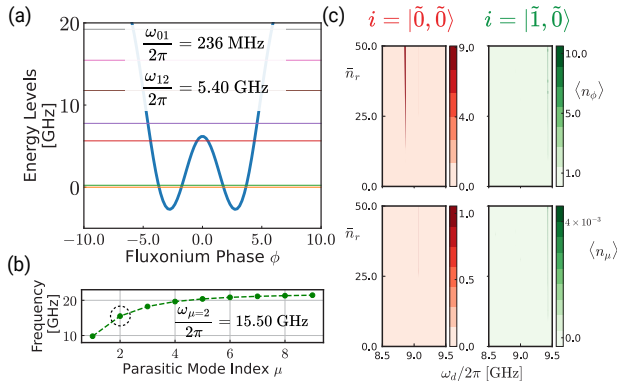 (a)
20
10
0
−10.0 −5.0 0.0 5.0 10.0
Energy Levels
[GHz]
Fluxonium Phase ϕ
ω01/2π = 236 MHz
ω12/2π = 5.40 GHz
(b)
20
10
Frequency
[GHz]
2 4 6 8
Parasitic Mode Index μ
ωμ=2/2π = 15.50 GHz
(c)
i = |0̃, 0̃⟩
i = |1̃, 0̃⟩
50.0
n̄r
25.0
0.0
9.0
4.0
0.0
10.0
5.0
1.0
⟨nϕ⟩
50.0
n̄r
25.0
0.0
1.0
0.5
0.0
4×10⁻³
0.0
⟨nμ⟩
8.5 9.5 8.5 9.5
ωd/2π [GHz]